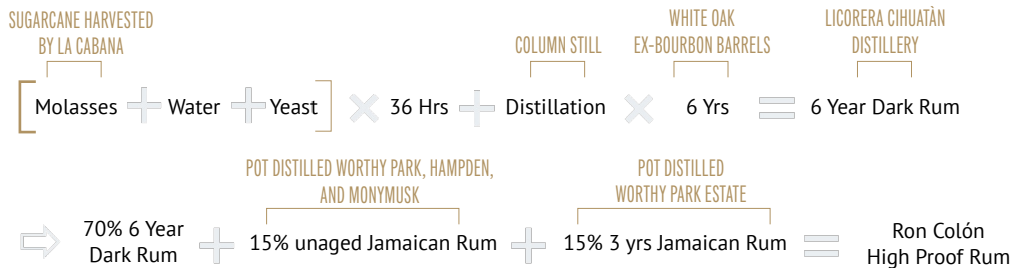 SUGARCANE HARVESTED
BY LA CABANA
COLUMN STILL
WHITE OAK
EX-BOURBON BARRELS
LICORERA CIHUATÀN
DISTILLERY
[ Molasses + Water + Yeast ] × 36 Hrs + Distillation × 6 Yrs = 6 Year Dark Rum
POT DISTILLED WORTHY PARK, HAMPDEN,
AND MONYMUSK
POT DISTILLED
WORTHY PARK ESTATE
⇨ 70% 6 Year
Dark Rum
+ 15% unaged Jamaican Rum + 15% 3 yrs Jamaican Rum =
Ron Colón
High Proof Rum